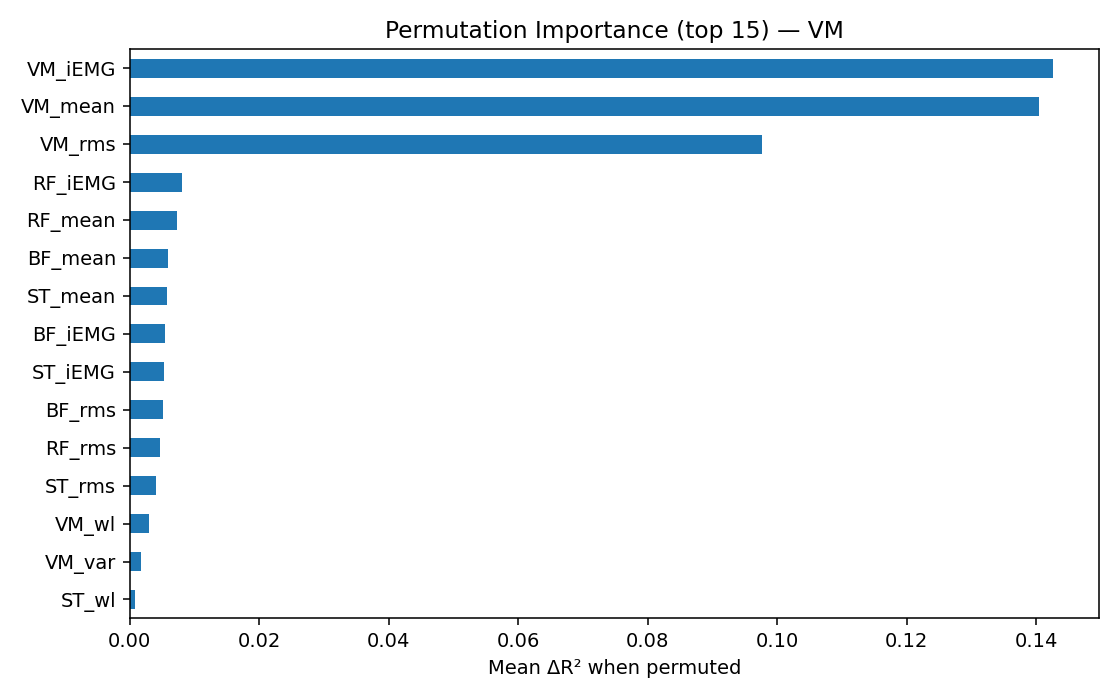 Permutation Importance (top 15) — VM
VM_iEMG
VM_mean
VM_rms
RF_iEMG
RF_mean
BF_mean
ST_mean
BF_iEMG
ST_iEMG
BF_rms
RF_rms
ST_rms
VM_wl
VM_var
ST_wl
0.00 0.02 0.04 0.06 0.08 0.10 0.12 0.14
Mean ΔR² when permuted